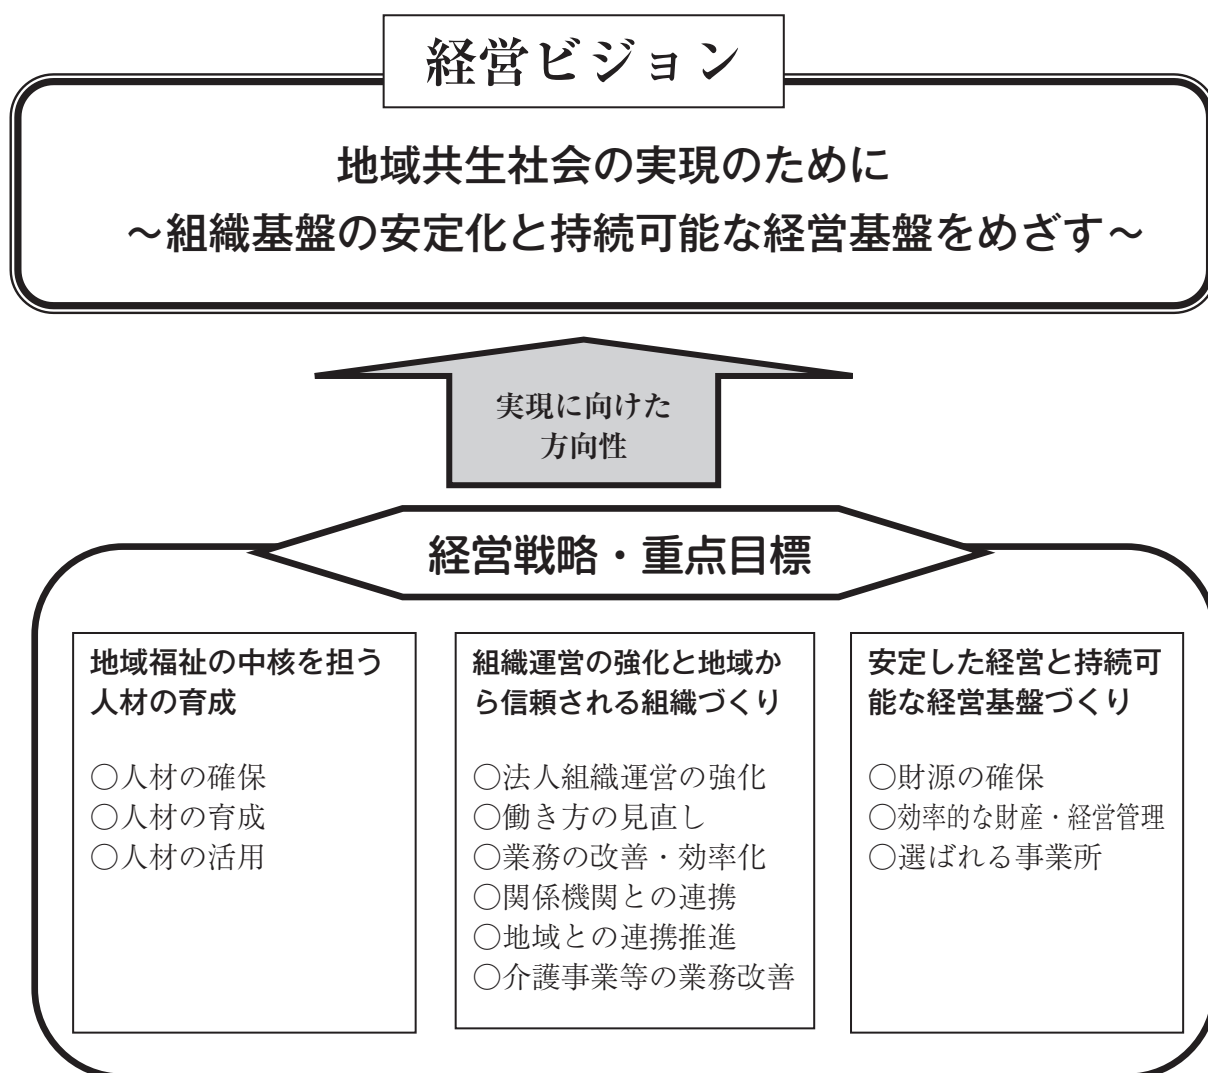 経営ビジョン
地域共生社会の実現のために
～組織基盤の安定化と持続可能な経営基盤をめざす～
実現に向けた
方向性
経営戦略・重点目標
地域福祉の中核を担う
人材の育成
○人材の確保
○人材の育成
○人材の活用
組織運営の強化と地域か
ら信頼される組織づくり
○法人組織運営の強化
○働き方の見直し
○業務の改善・効率化
○関係機関との連携
○地域との連携推進
○介護事業等の業務改善
安定した経営と持続可
能な経営基盤づくり
○財源の確保
○効率的な財産・経営管理
○選ばれる事業所